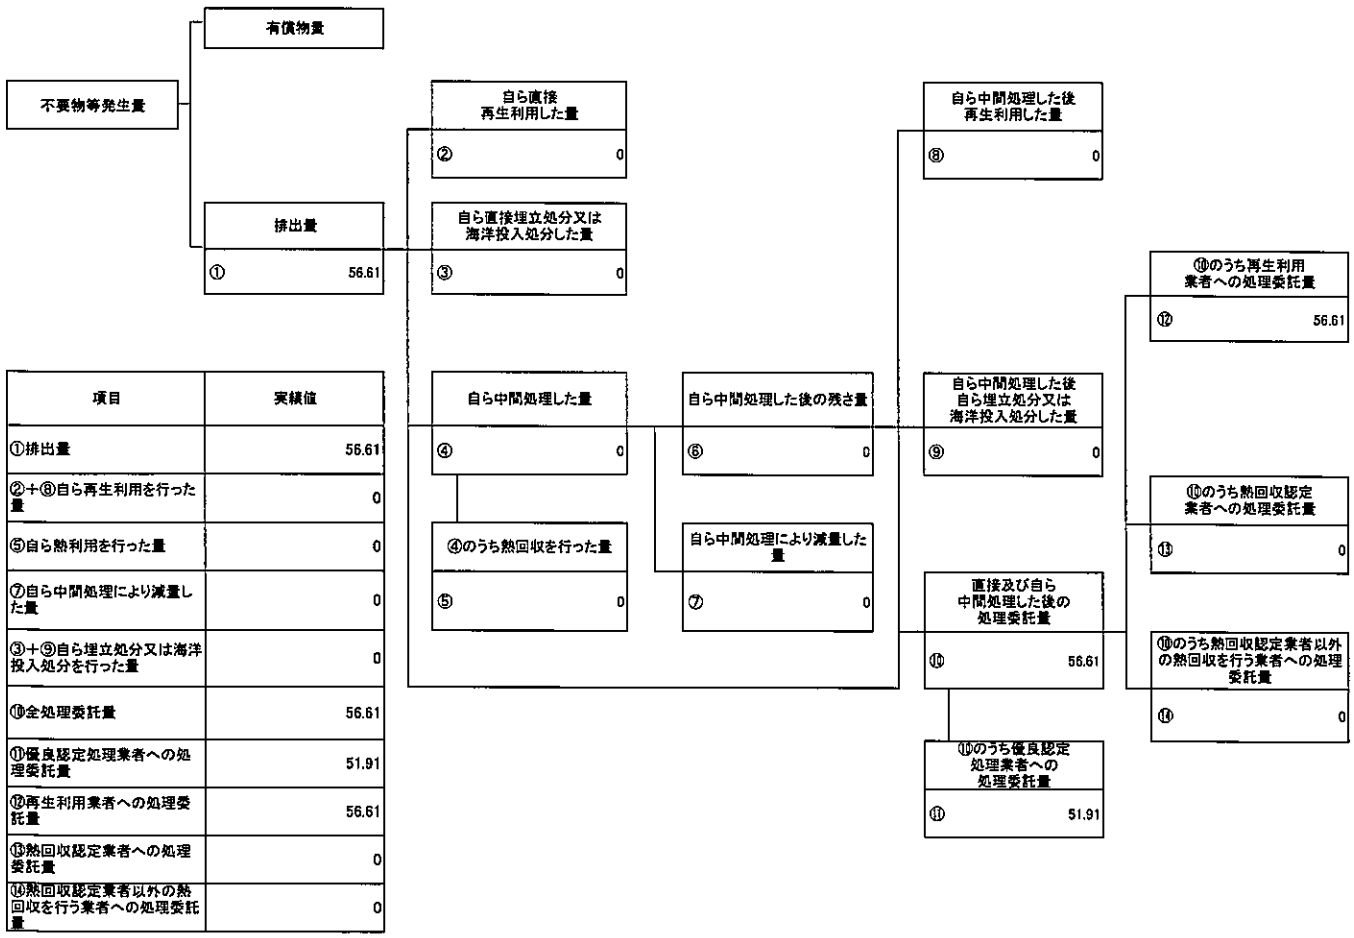 有償物量
不要物等発生量
排出量
① 56.61
自ら直接
再生利用した量
② 0
自ら直接埋立処分又は
海洋投入処分した量
③ 0
自ら中間処理した量
④ 0
④のうち熱回収を行った量
⑤ 0
自ら中間処理した後の残さ量
⑥ 0
自ら中間処理により減量した
量
⑦ 0
自ら中間処理した後
再生利用した量
⑧ 0
自ら中間処理した後
自ら埋立処分又は
海洋投入処分した量
⑨ 0
直接及び自ら
中間処理した後の
処理委託量
⑩ 56.61
⑩のうち優良認定
処理業者への
処理委託量
⑪ 51.91
⑩のうち再生利用
業者への処理委託量
⑫ 56.61
⑩のうち熱回収認定
業者への処理委託量
⑬ 0
⑩のうち熱回収認定業者以外
の熱回収を行う業者への処理
委託量
⑭ 0
項目 実績値
①排出量 56.61
②+⑧自ら再生利用を行った
量 0
⑤自ら熱利用を行った量 0
⑦自ら中間処理により減量し
た量 0
③+⑨自ら埋立処分又は海洋
投入処分を行った量 0
⑩全処理委託量 56.61
⑪優良認定処理業者への処
理委託量 51.91
⑫再生利用業者への処理委
託量 56.61
⑬熱回収認定業者への処理
委託量 0
⑭熱回収認定業者以外の熱
回収を行う業者への処理委託
量 0